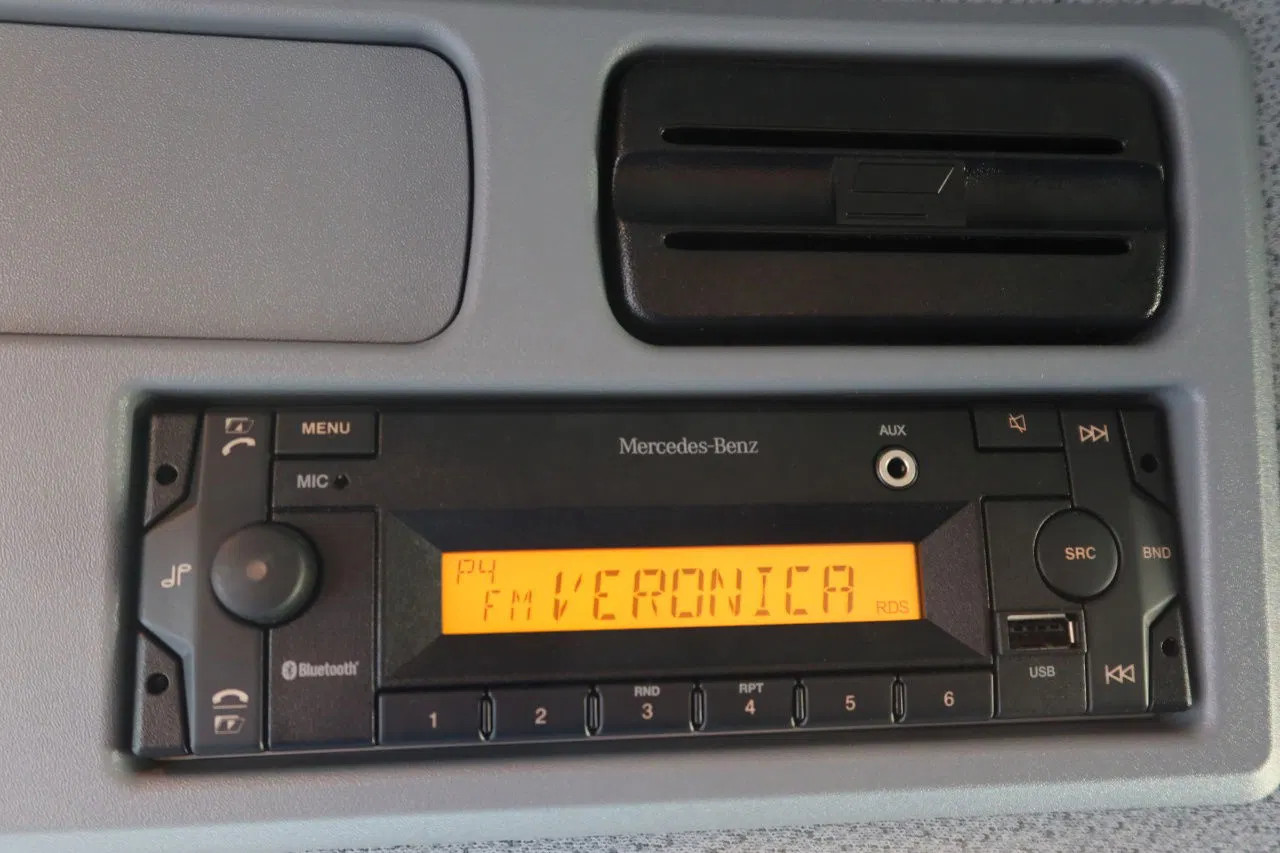 MENU
Mercedes-Benz
AUX
MIC
SRC
BND
P4
FM VERONICA
RDS
Bluetooth
USB
1
2
RND
3
RPT
4
5
6